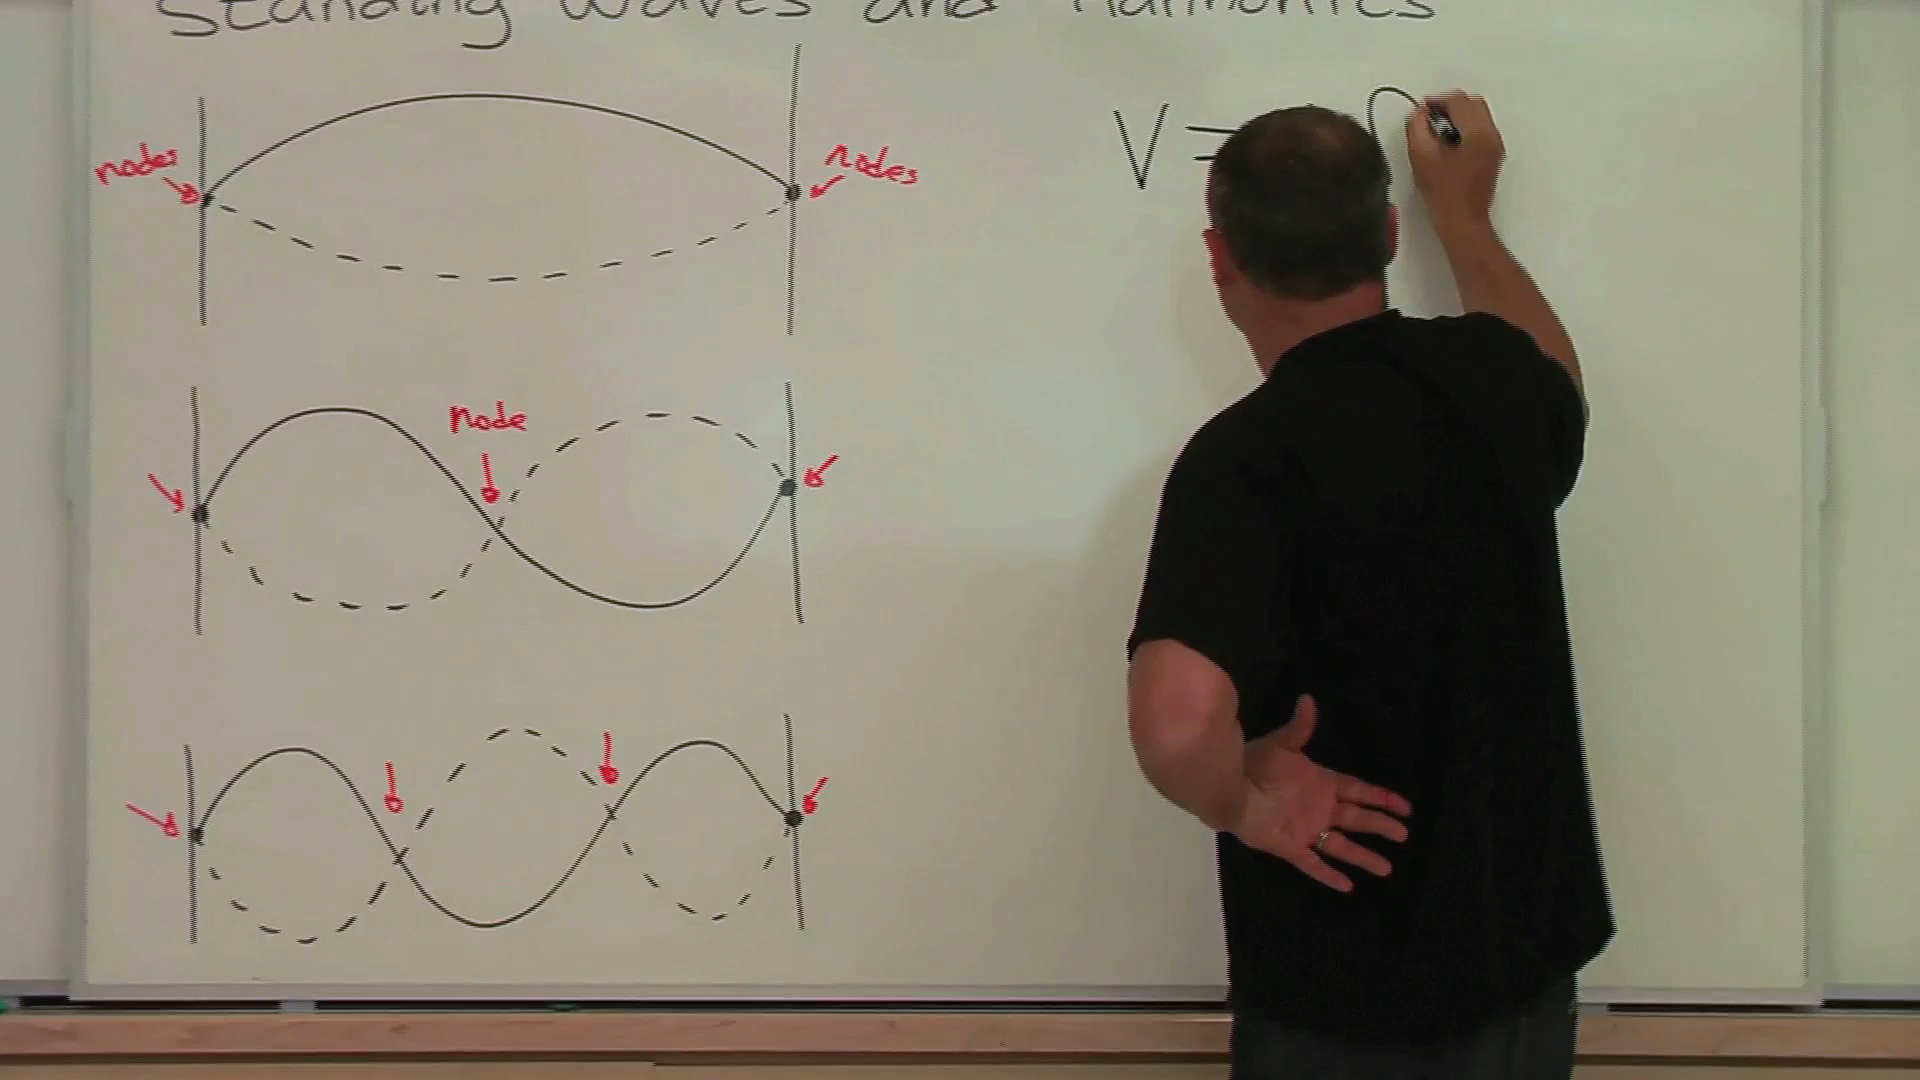 Standing Waves and Harmonics
nodes
nodes
V =
node